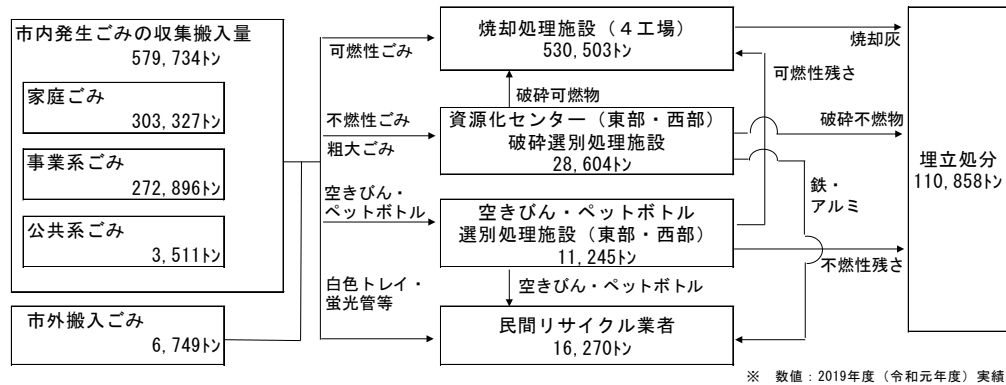 市内発生ごみの収集搬入量
579,734㌧
家庭ごみ
303,327㌧
事業系ごみ
272,896㌧
公共系ごみ
3,511㌧
市外搬入ごみ
6,749㌧
可燃性ごみ
不燃性ごみ
粗大ごみ
空きびん・
ペットボトル
白色トレイ・
蛍光管等
焼却処理施設（４工場）
530,503㌧
破砕可燃物
資源化センター（東部・西部）
破砕選別処理施設
28,604㌧
空きびん・ペットボトル
選別処理施設（東部・西部）
11,245㌧
空きびん・ペットボトル
民間リサイクル業者
16,270㌧
焼却灰
可燃性残さ
破砕不燃物
鉄・
アルミ
不燃性残さ
埋立処分
110,858㌧
※　数値：2019年度（令和元年度）実績